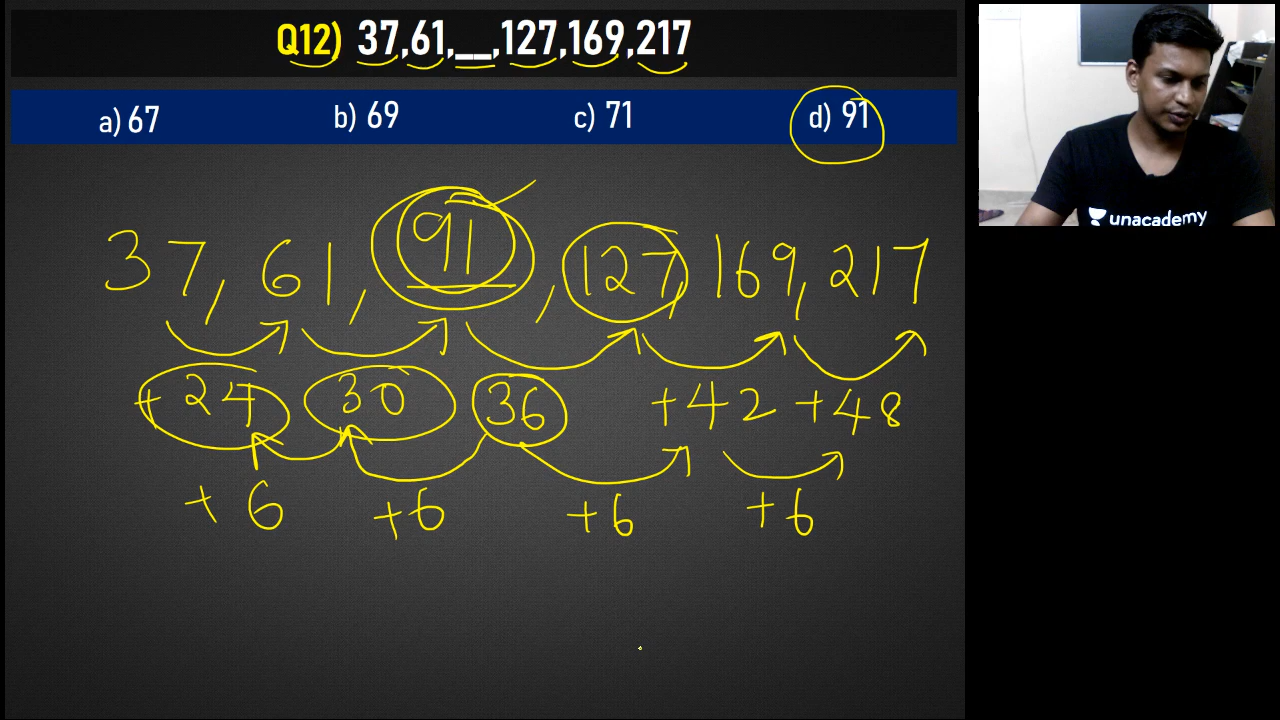 Q12) 37,61,__,127,169,217
a) 67 b) 69 c) 71 d) 91
unacademy
37, 61, 91, 127, 169, 217
+24 30 36 +42 +48
+6 +6 +6 +6